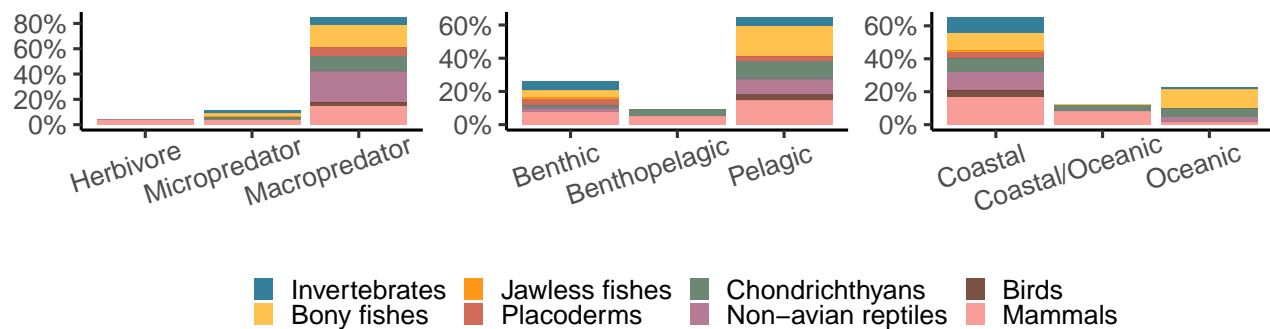 80%
60%
40%
20%
0%
Herbivore
Micropredator
Macropredator
60%
40%
20%
0%
Benthic
Benthopelagic
Pelagic
60%
40%
20%
0%
Coastal
Coastal/Oceanic
Oceanic
Invertebrates Jawless fishes Chondrichthyans Birds
Bony fishes Placoderms Non−avian reptiles Mammals